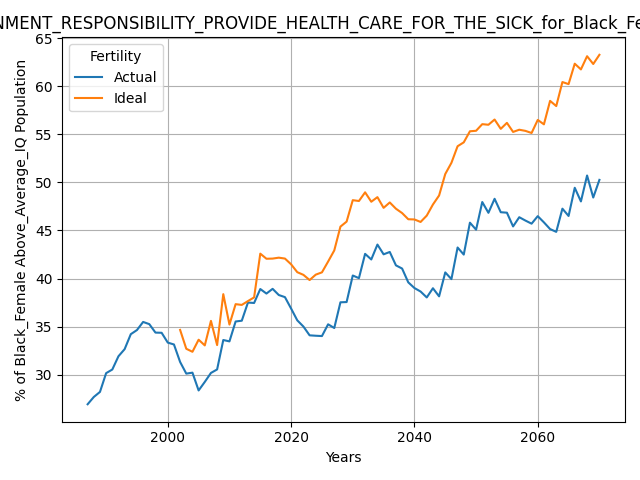 NMENT_RESPONSIBILITY_PROVIDE_HEALTH_CARE_FOR_THE_SICK_for_Black_Fe
65
60
55
50
45
40
35
30
% of Black_Female Above_Average_IQ Population
Fertility
Actual
Ideal
2000
2020
2040
2060
Years